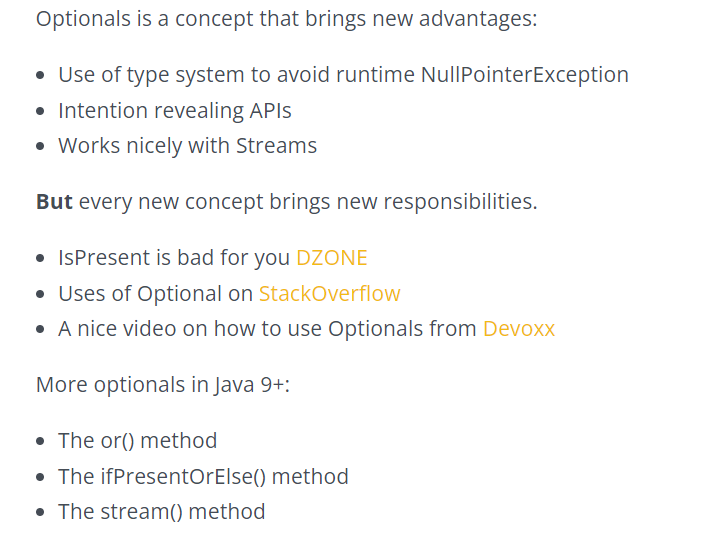 Optionals is a concept that brings new advantages:
• Use of type system to avoid runtime NullPointerException
• Intention revealing APIs
• Works nicely with Streams
But every new concept brings new responsibilities.
• IsPresent is bad for you DZONE
• Uses of Optional on StackOverflow
• A nice video on how to use Optionals from Devoxx
More optionals in Java 9+:
• The or() method
• The ifPresentOrElse() method
• The stream() method